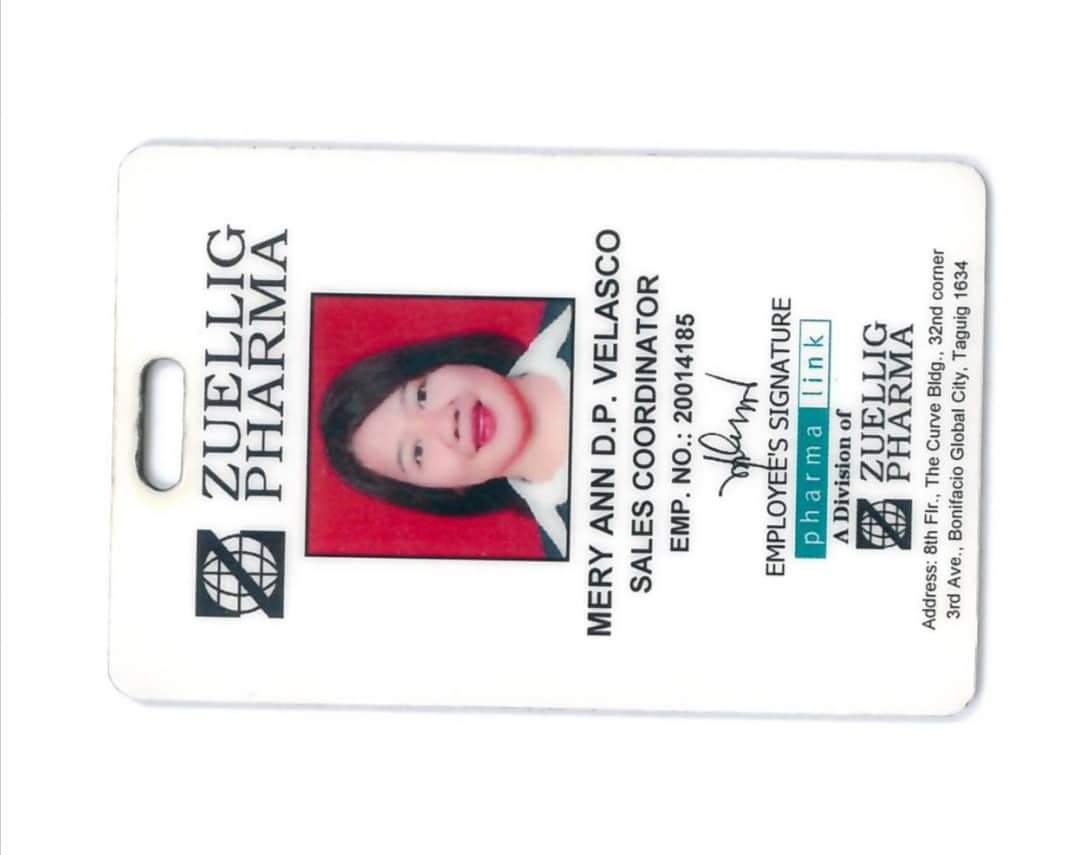 ZUELLIG
PHARMA
MERY ANN D.P. VELASCO
SALES COORDINATOR
EMP. NO.: 20014185
EMPLOYEE'S SIGNATURE
pharma link
A Division of
ZUELLIG
PHARMA
Address: 8th Flr., The Curve Bldg., 32nd corner
3rd Ave., Bonifacio Global City, Taguig 1634